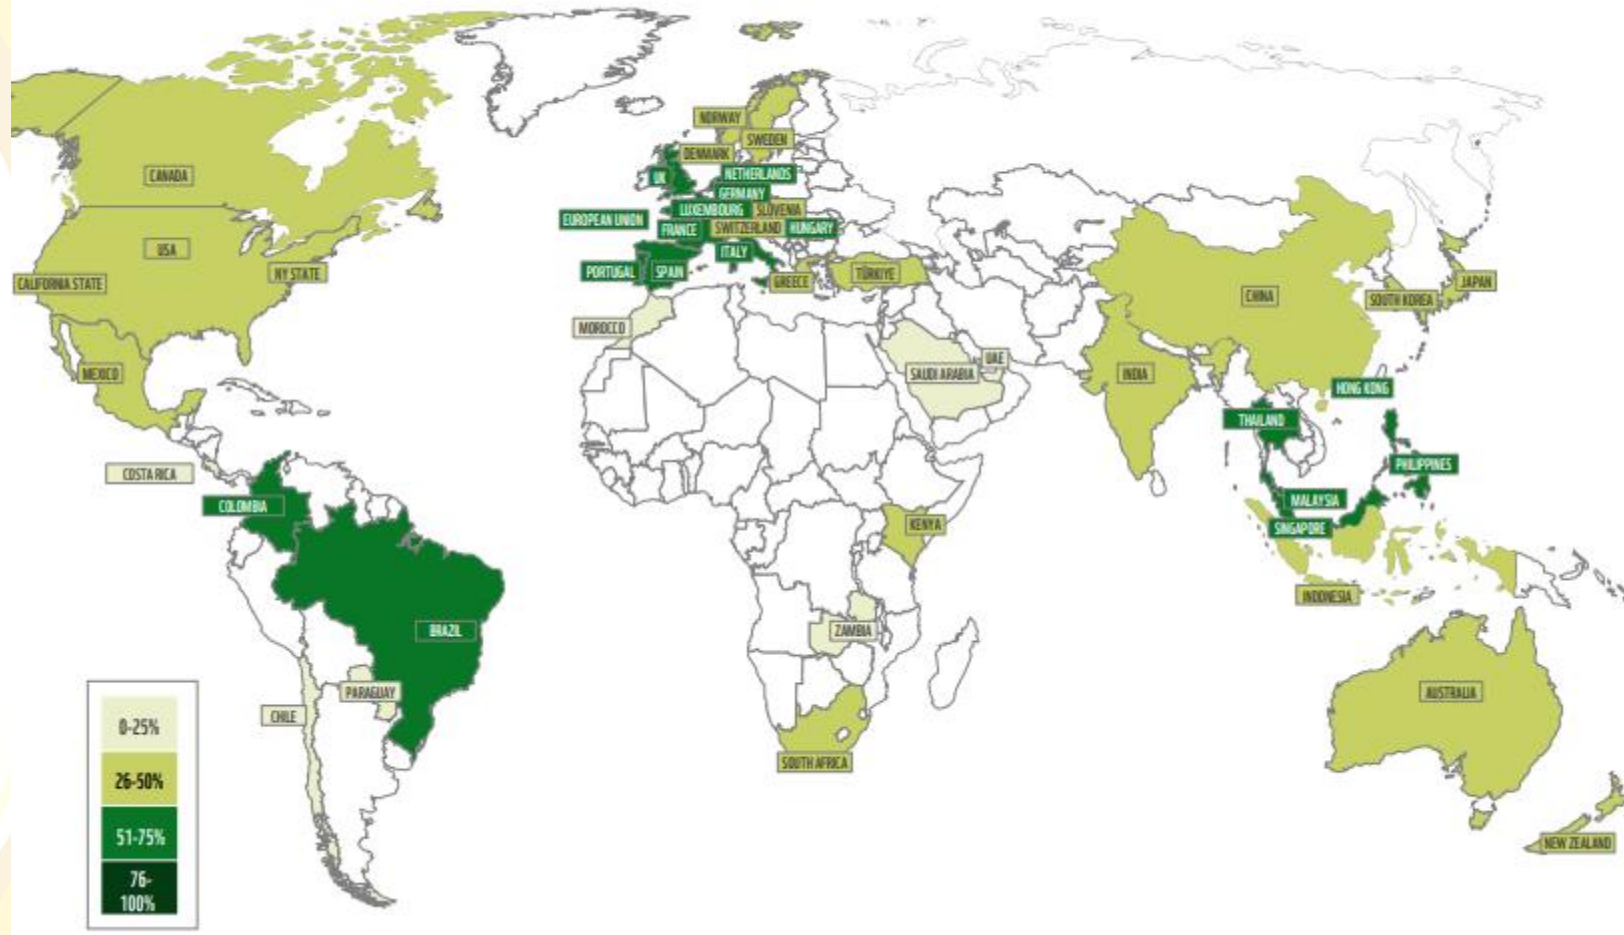 NORWAY
SWEDEN
DENMARK
UK
NETHERLANDS
GERMANY
LUXEMBOURG
SLOVENIA
EUROPEAN UNION
FRANCE
SWITZERLAND
HUNGARY
ITALY
PORTUGAL
SPAIN
GREECE
TÜRKIYE
CANADA
USA
CALIFORNIA STATE
NY STATE
MEXICO
MOROCCO
SAUDI ARABIA
UAE
CHINA
SOUTH KOREA
JAPAN
INDIA
HONG KONG
THAILAND
PHILIPPINES
MALAYSIA
SINGAPORE
INDONESIA
COSTA RICA
COLOMBIA
BRAZIL
PARAGUAY
CHILE
KENYA
ZAMBIA
SOUTH AFRICA
AUSTRALIA
NEW ZEALAND
0-25%
26-50%
51-75%
76-
100%